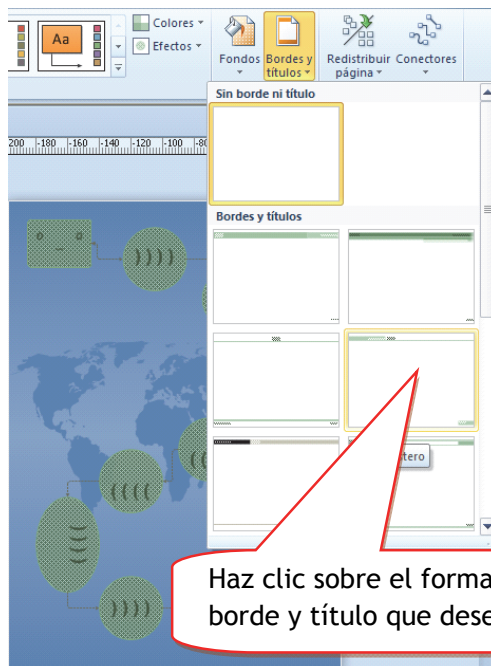 Colores
Aa
Efectos
Fondos Bordes y títulos Redistribuir página Conectores
Sin borde ni título
200 -180 -160 -140 -120 -100 -80
Bordes y títulos
o o
_
))))
((((
))))
tero
Haz clic sobre el forma
borde y título que dese